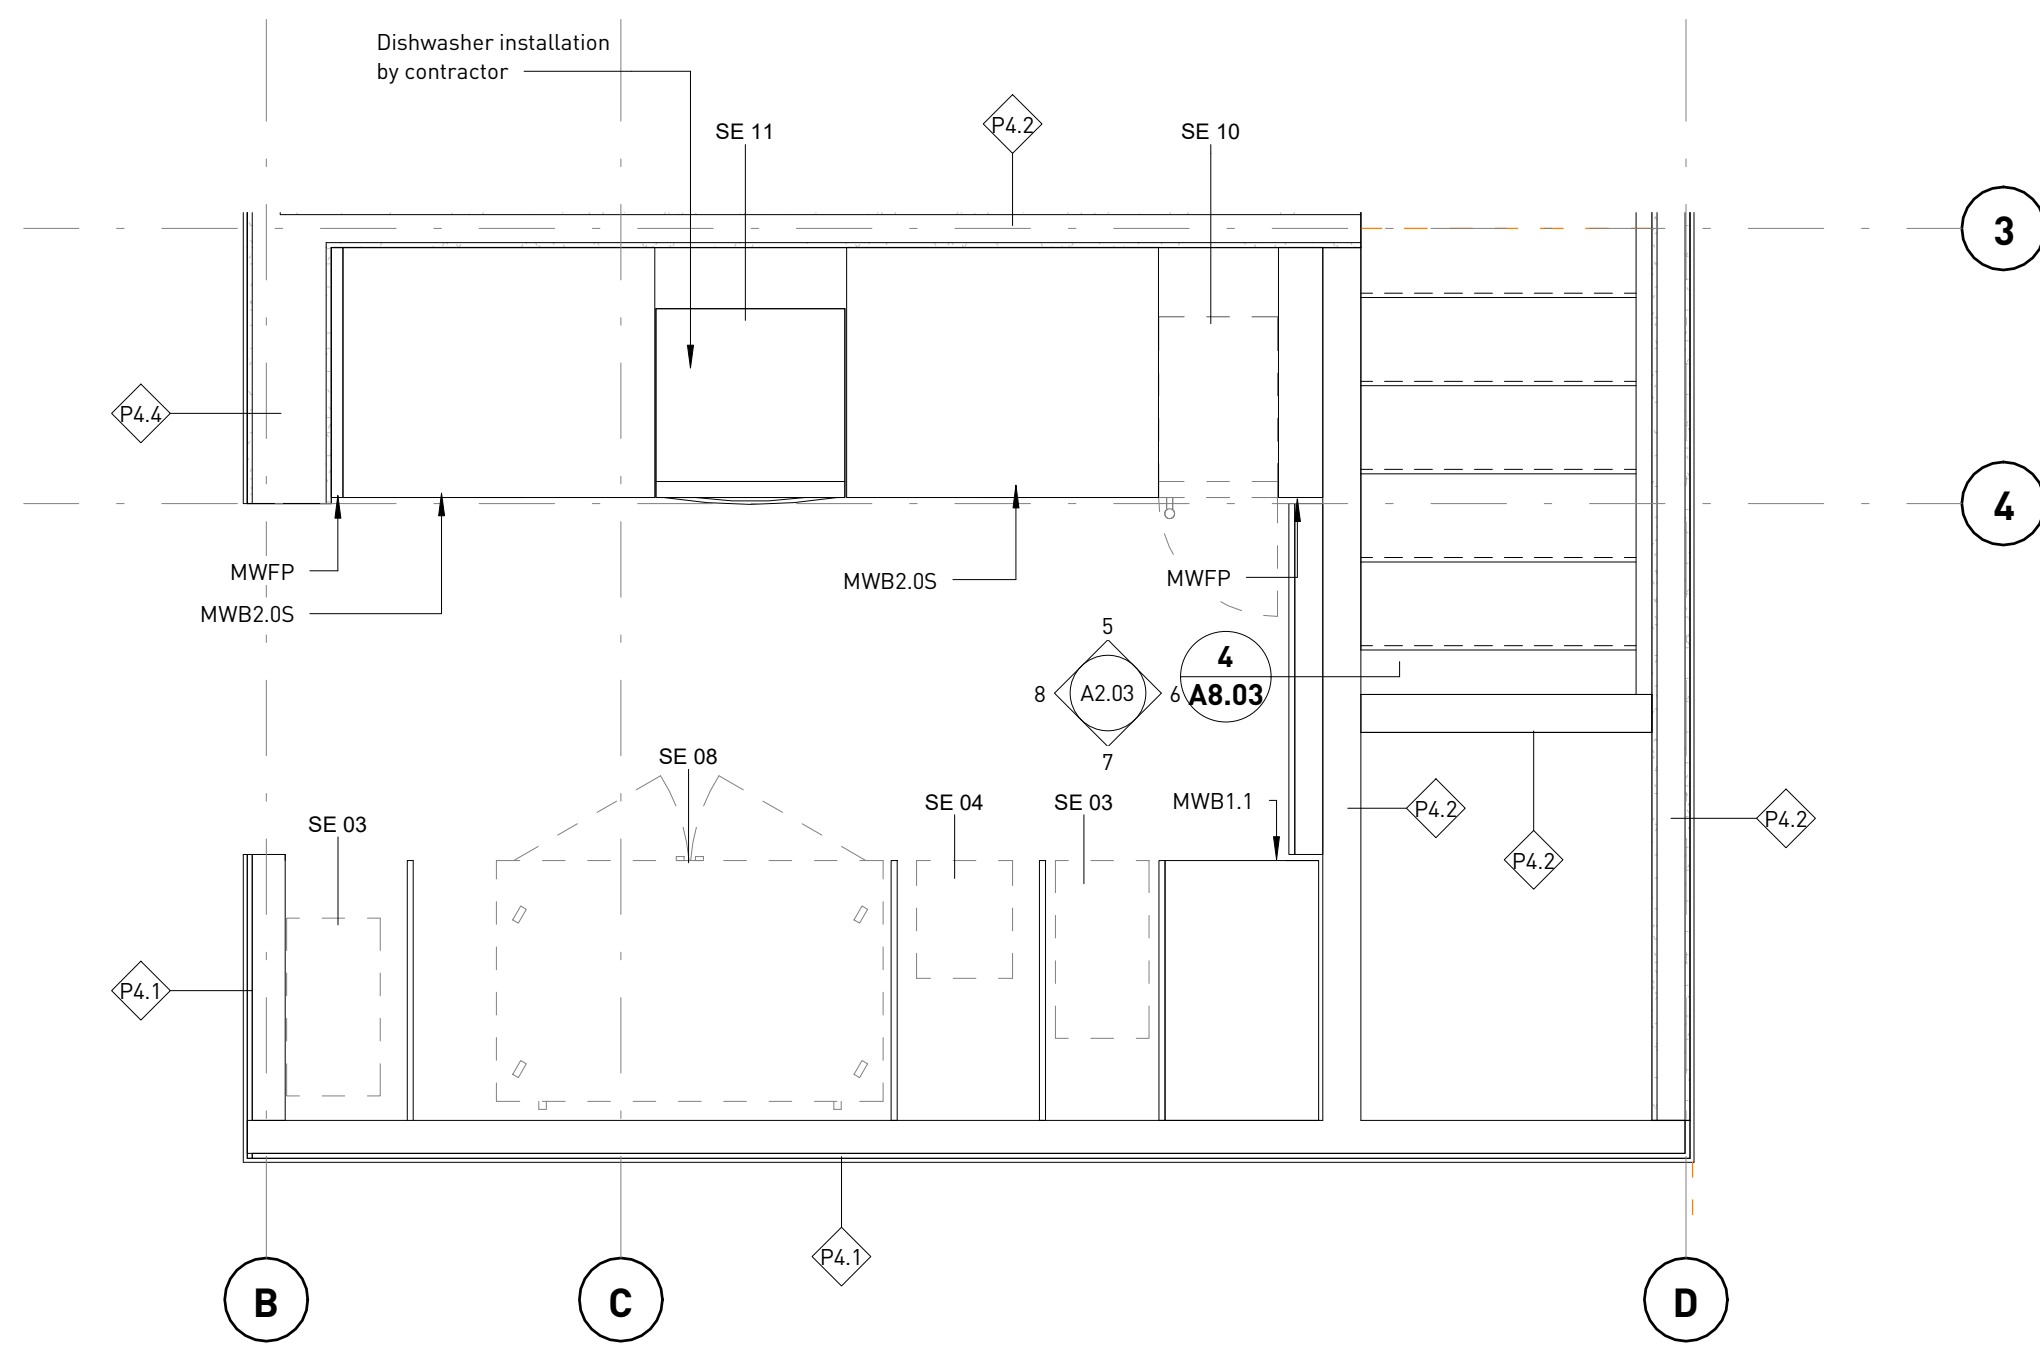 Dishwasher installation
by contractor
SE 11
P4.2
SE 10
3
P4.4
4
MWFP
MWB2.0S
MWB2.0S
MWFP
5
8
A2.03
6
7
4
A8.03
SE 08
SE 03
SE 04
SE 03
MWB1.1
P4.2
P4.2
P4.2
P4.1
P4.1
B
C
D